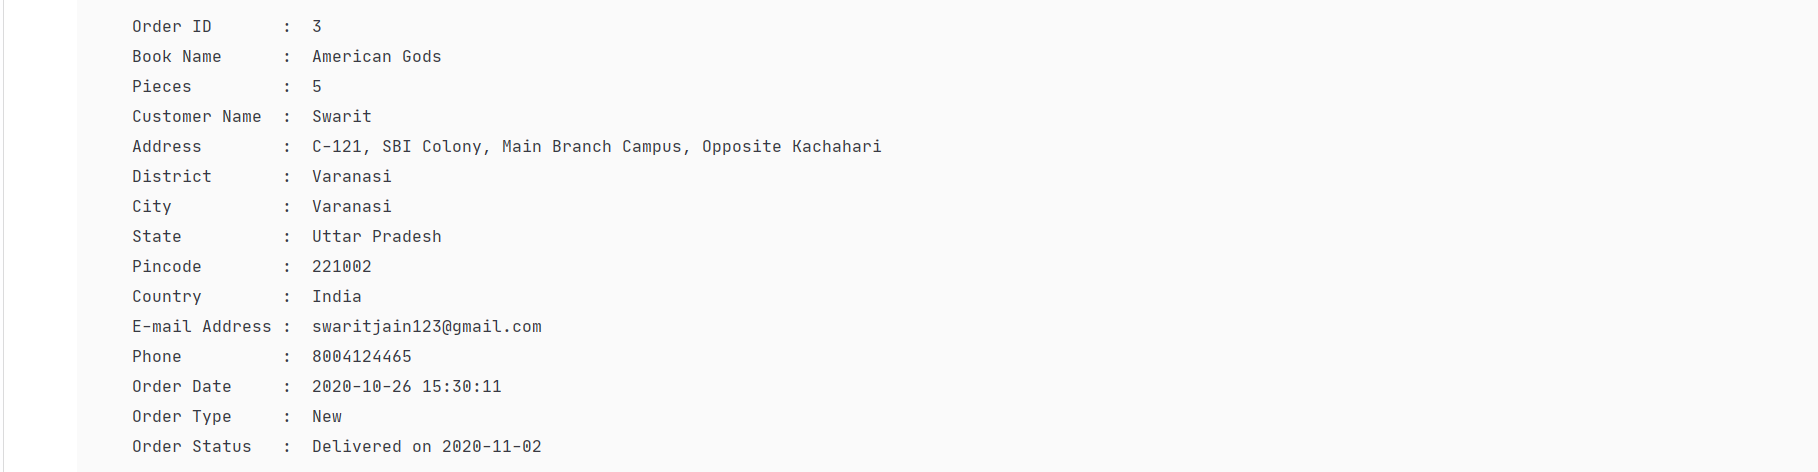 Order ID       :  3
Book Name      :  American Gods
Pieces         :  5
Customer Name  :  Swarit
Address        :  C-121, SBI Colony, Main Branch Campus, Opposite Kachahari
District       :  Varanasi
City           :  Varanasi
State          :  Uttar Pradesh
Pincode        :  221002
Country        :  India
E-mail Address :  swaritjain123@gmail.com
Phone          :  8004124465
Order Date     :  2020-10-26 15:30:11
Order Type     :  New
Order Status   :  Delivered on 2020-11-02